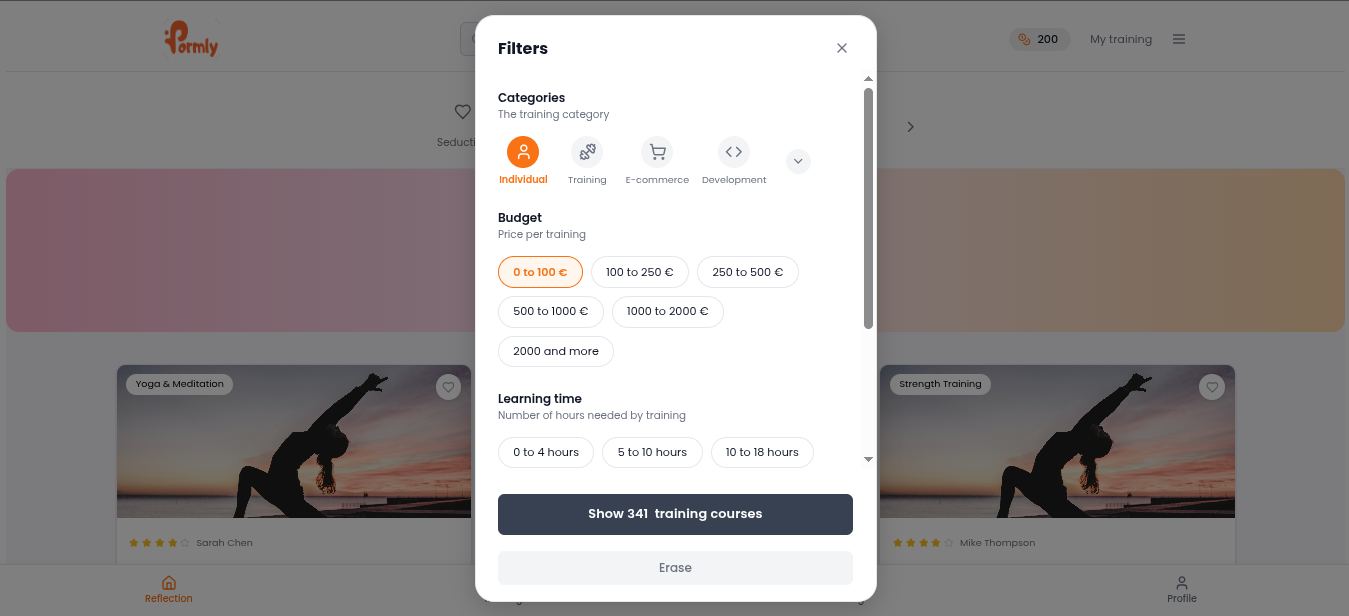 Formly
200
My training
Filters
Categories
The training category
Individual
Training
E-commerce
Development
Budget
Price per training
0 to 100 €
100 to 250 €
250 to 500 €
500 to 1000 €
1000 to 2000 €
2000 and more
Learning time
Number of hours needed by training
0 to 4 hours
5 to 10 hours
10 to 18 hours
Show 341 training courses
Erase
Yoga & Meditation
Strength Training
Sarah Chen
Mike Thompson
Reflection
Profile